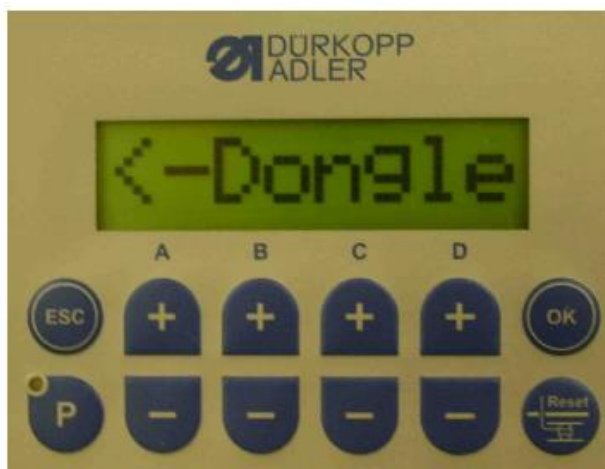 DÜRKOPP
ADLER
<-Dongle
A B C D
ESC + + + + OK
P - - - - Reset